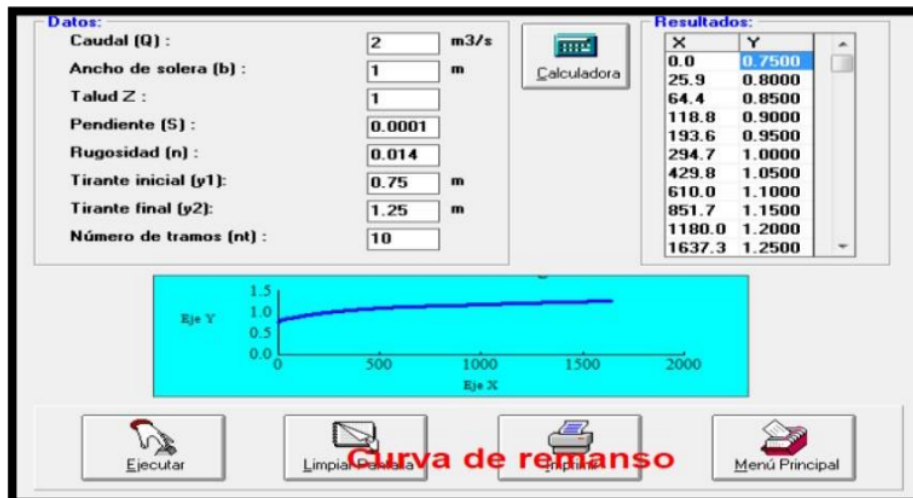 Datos:
Caudal (Q) : 2 m3/s
Ancho de solera (b) : 1 m
Talud Z : 1
Pendiente (S) : 0.0001
Rugosidad (n) : 0.014
Tirante inicial (y1): 0.75 m
Tirante final (y2): 1.25 m
Número de tramos (nt) : 10
Calculadora
Resultados:
X Y
0.0 0.7500
25.9 0.8000
64.4 0.8500
118.8 0.9000
193.6 0.9500
294.7 1.0000
429.8 1.0500
610.0 1.1000
851.7 1.1500
1180.0 1.2000
1637.3 1.2500
Eje Y
1.5
1.0
0.5
0.0
0 500 1000 1500 2000
Eje X
Ejecutar
Limpiar Pantalla
Imprimir
Menú Principal
Curva de remanso